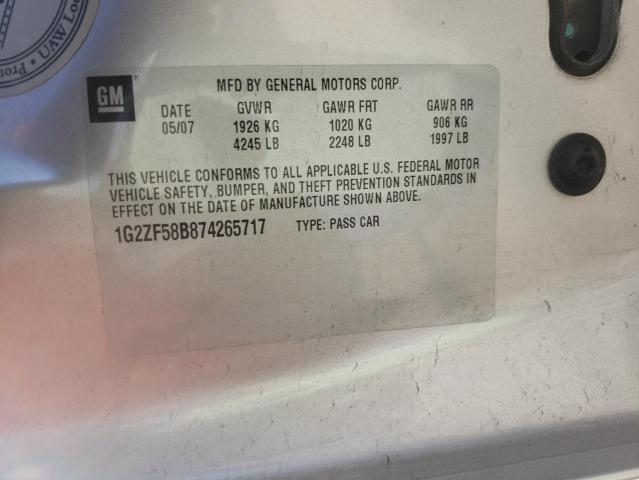 UAW Loc
GM
MFD BY GENERAL MOTORS CORP.
DATE GVWR GAWR FRT GAWR RR
05/07 1926 KG 1020 KG 906 KG
4245 LB 2248 LB 1997 LB
THIS VEHICLE CONFORMS TO ALL APPLICABLE U.S. FEDERAL MOTOR
VEHICLE SAFETY, BUMPER, AND THEFT PREVENTION STANDARDS IN
EFFECT ON THE DATE OF MANUFACTURE SHOWN ABOVE.
1G2ZF58B874265717 TYPE: PASS CAR